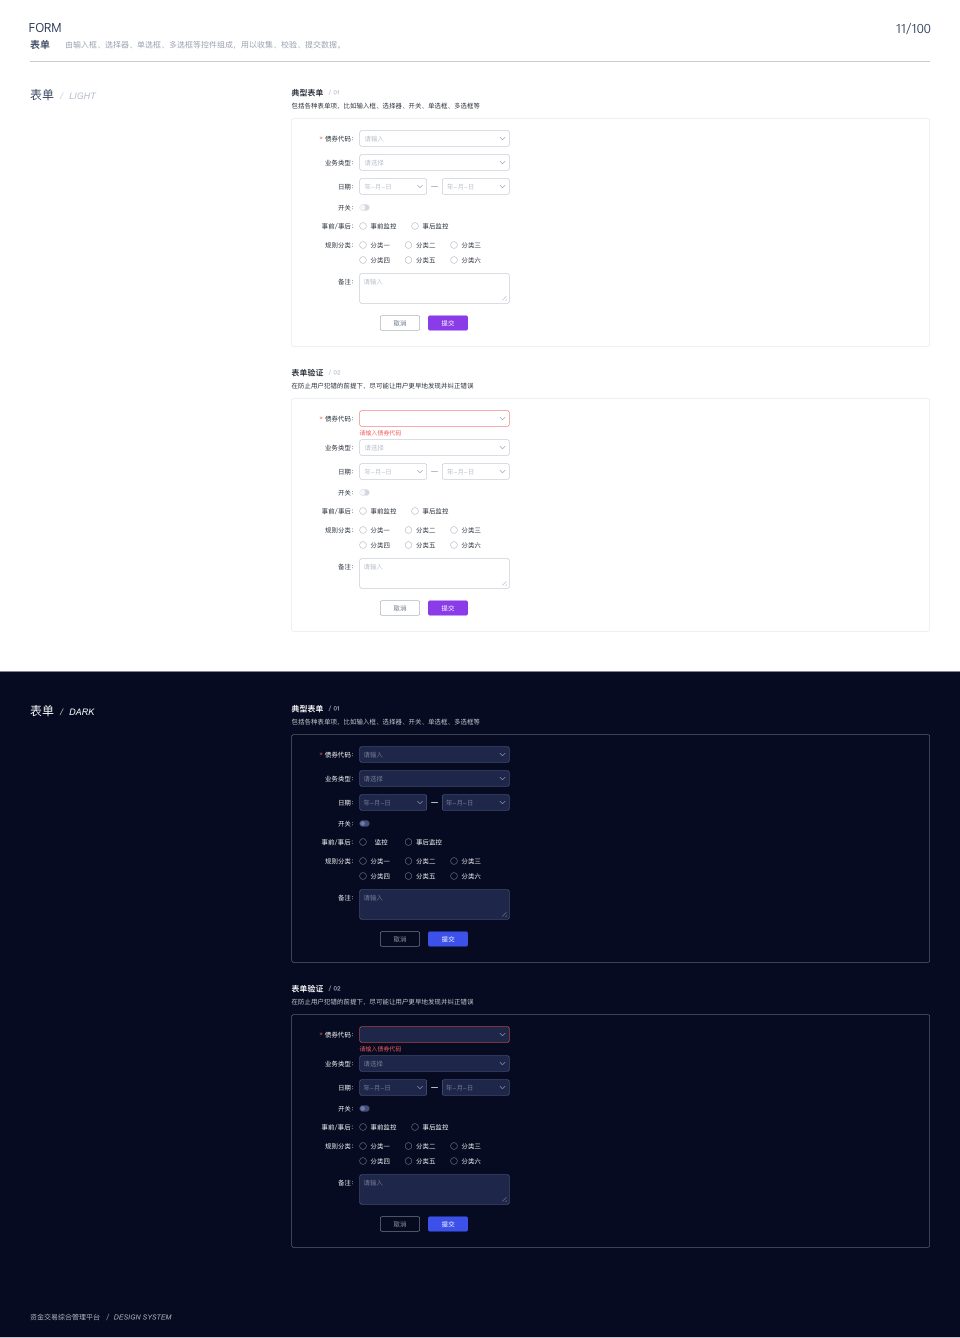 FORM
11/100
表单 由输入框、选择器、单选框、多选框等控件组成，用以收集、校验、提交数据。
表单 / LIGHT
典型表单 / 01
包括各种表单项，比如输入框、选择器、开关、单选框、多选框等
* 债券代码： 请输入
业务类型： 请选择
日期： 年-月-日 — 年-月-日
开关：
事前/事后： 事前监控 事后监控
规则分类： 分类一 分类二 分类三
分类四 分类五 分类六
备注： 请输入
取消 提交
表单验证 / 02
在防止用户犯错的前提下，尽可能让用户更早地发现并纠正错误
* 债券代码：
请输入债券代码
业务类型： 请选择
日期： 年-月-日 — 年-月-日
开关：
事前/事后： 事前监控 事后监控
规则分类： 分类一 分类二 分类三
分类四 分类五 分类六
备注： 请输入
取消 提交
表单 / DARK
典型表单 / 01
包括各种表单项，比如输入框、选择器、开关、单选框、多选框等
* 债券代码： 请输入
业务类型： 请选择
日期： 年-月-日 — 年-月-日
开关：
事前/事后： 监控 事后监控
规则分类： 分类一 分类二 分类三
分类四 分类五 分类六
备注： 请输入
取消 提交
表单验证 / 02
在防止用户犯错的前提下，尽可能让用户更早地发现并纠正错误
* 债券代码：
请输入债券代码
业务类型： 请选择
日期： 年-月-日 — 年-月-日
开关：
事前/事后： 事前监控 事后监控
规则分类： 分类一 分类二 分类三
分类四 分类五 分类六
备注： 请输入
取消 提交
资金交易综合管理平台 / DESIGN SYSTEM